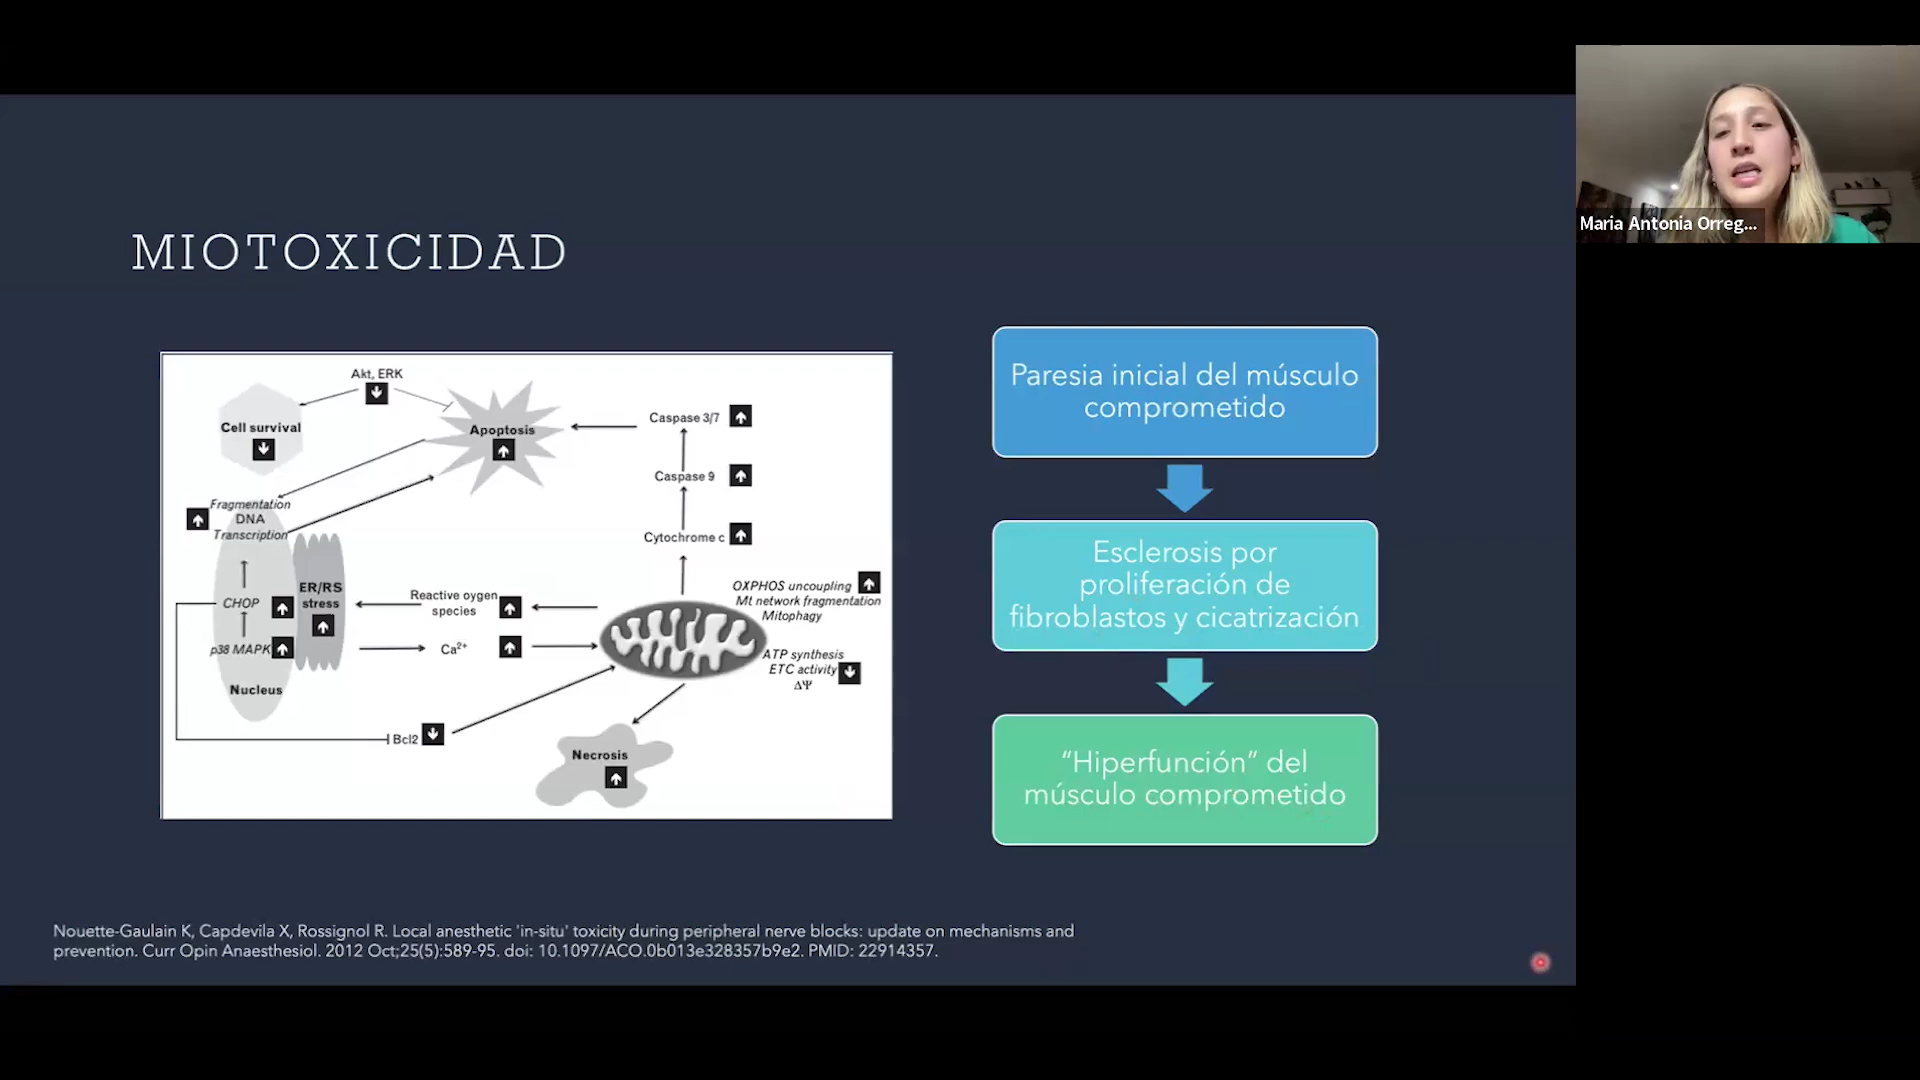 Maria Antonia Orreg...
MIOTOXICIDAD
Akt, ERK
Cell survival
Apoptosis
Caspase 3/7
Caspase 9
Cytochrome c
Fragmentation
DNA
Transcription
ER/RS
stress
CHOP
p38 MAPK
Nucleus
Reactive oygen
species
Ca²⁺
OXPHOS uncoupling
Mt network fragmentation
Mitophagy
ATP synthesis
ETC activity
ΔΨ
Bcl2
Necrosis
Paresia inicial del músculo
comprometido
Esclerosis por
proliferación de
fibroblastos y cicatrización
“Hiperfunción” del
músculo comprometido
Nouette-Gaulain K, Capdevila X, Rossignol R. Local anesthetic 'in-situ' toxicity during peripheral nerve blocks: update on mechanisms and
prevention. Curr Opin Anaesthesiol. 2012 Oct;25(5):589-95. doi: 10.1097/ACO.0b013e328357b9e2. PMID: 22914357.